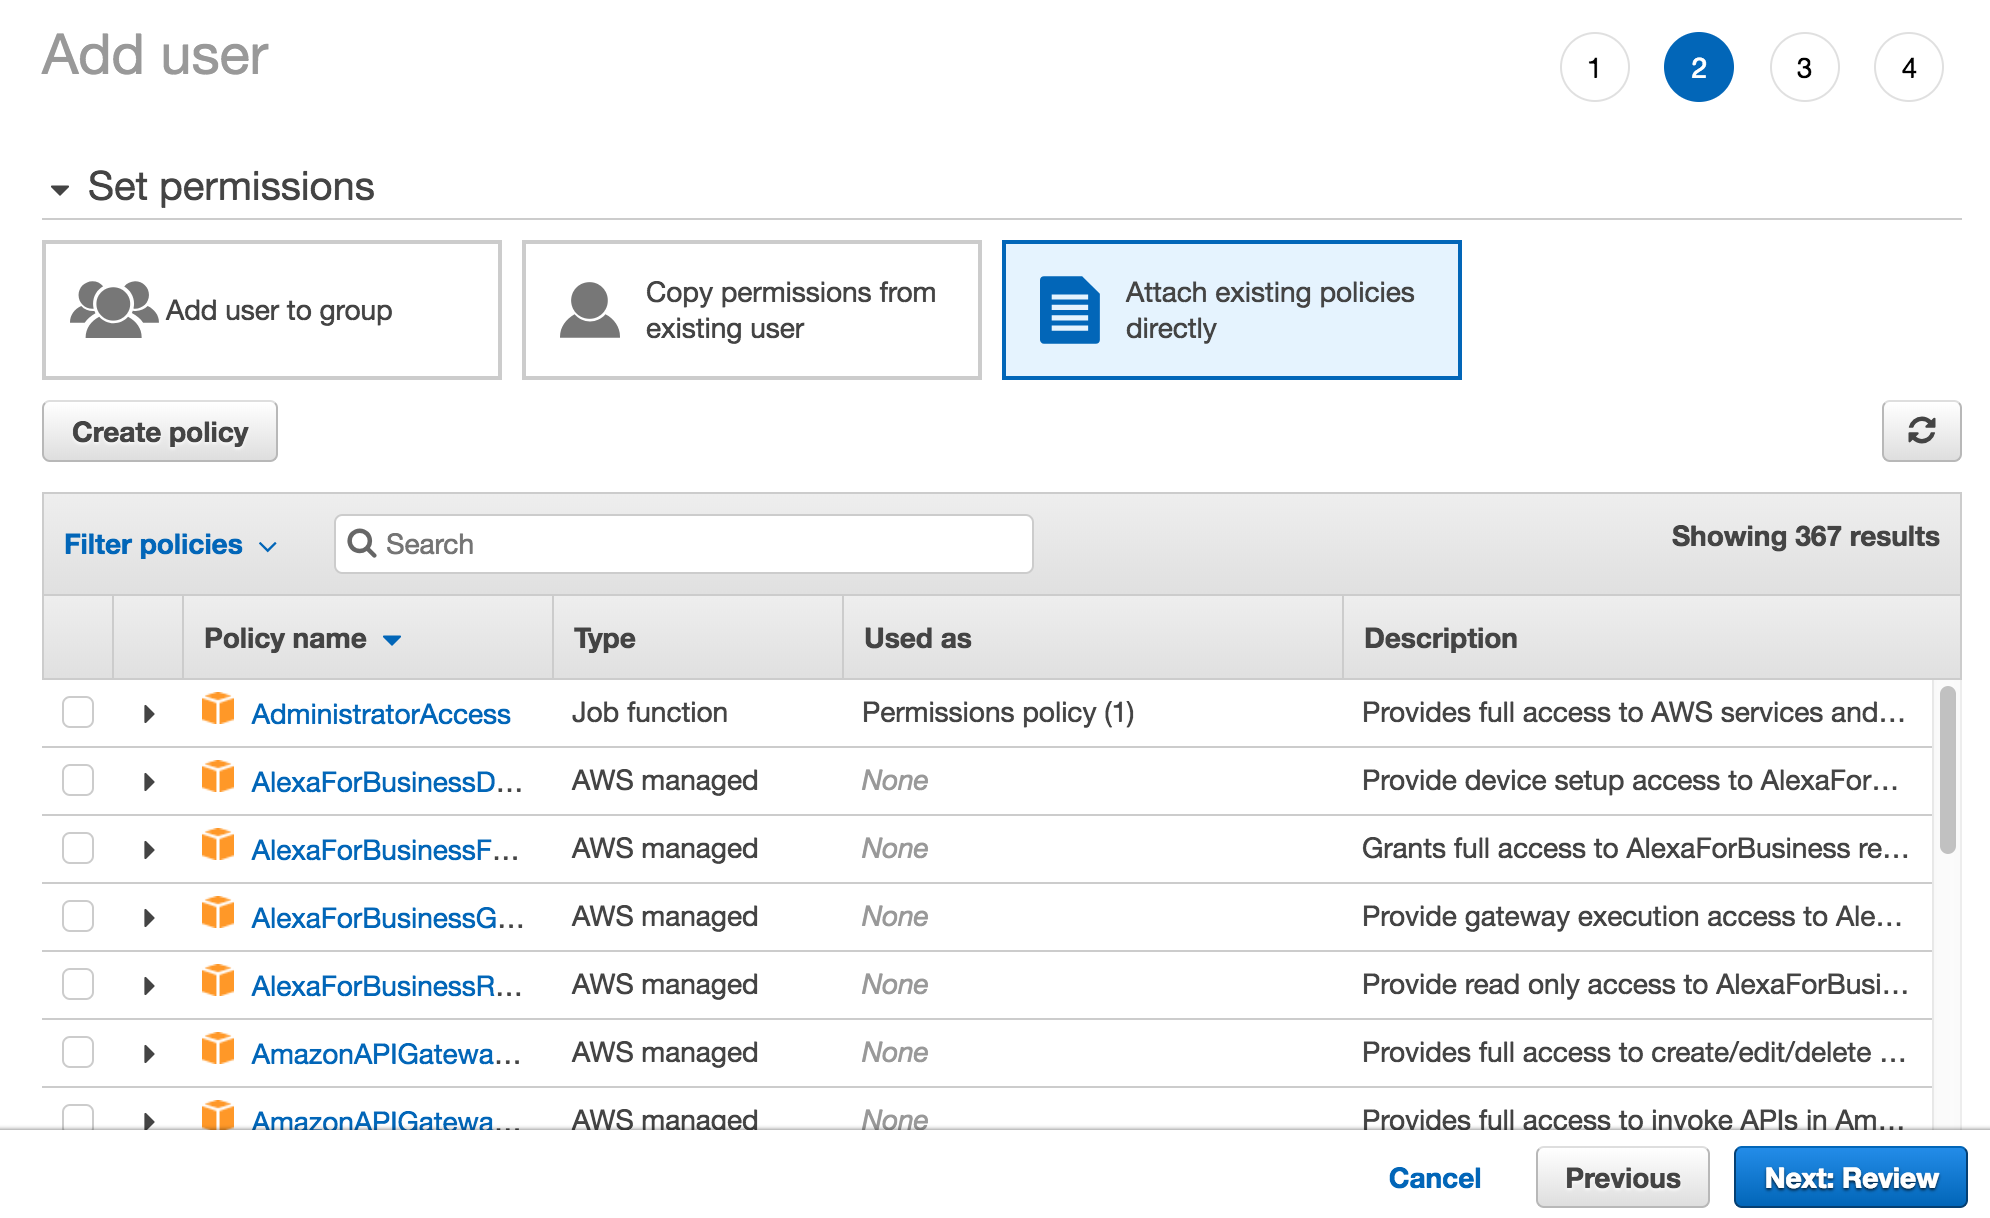 Add user
1 2 3 4
Set permissions
Add user to group
Copy permissions from
existing user
Attach existing policies
directly
Create policy
Filter policies
Search
Showing 367 results
Policy name Type Used as Description
AdministratorAccess Job function Permissions policy (1) Provides full access to AWS services and...
AlexaForBusinessD... AWS managed None Provide device setup access to AlexaFor...
AlexaForBusinessF... AWS managed None Grants full access to AlexaForBusiness re...
AlexaForBusinessG... AWS managed None Provide gateway execution access to Ale...
AlexaForBusinessR... AWS managed None Provide read only access to AlexaForBusi...
AmazonAPIGatewa... AWS managed None Provides full access to create/edit/delete ...
AmazonAPIGatewa... AWS managed None Provides full access to invoke APIs in Am...
Cancel Previous Next: Review